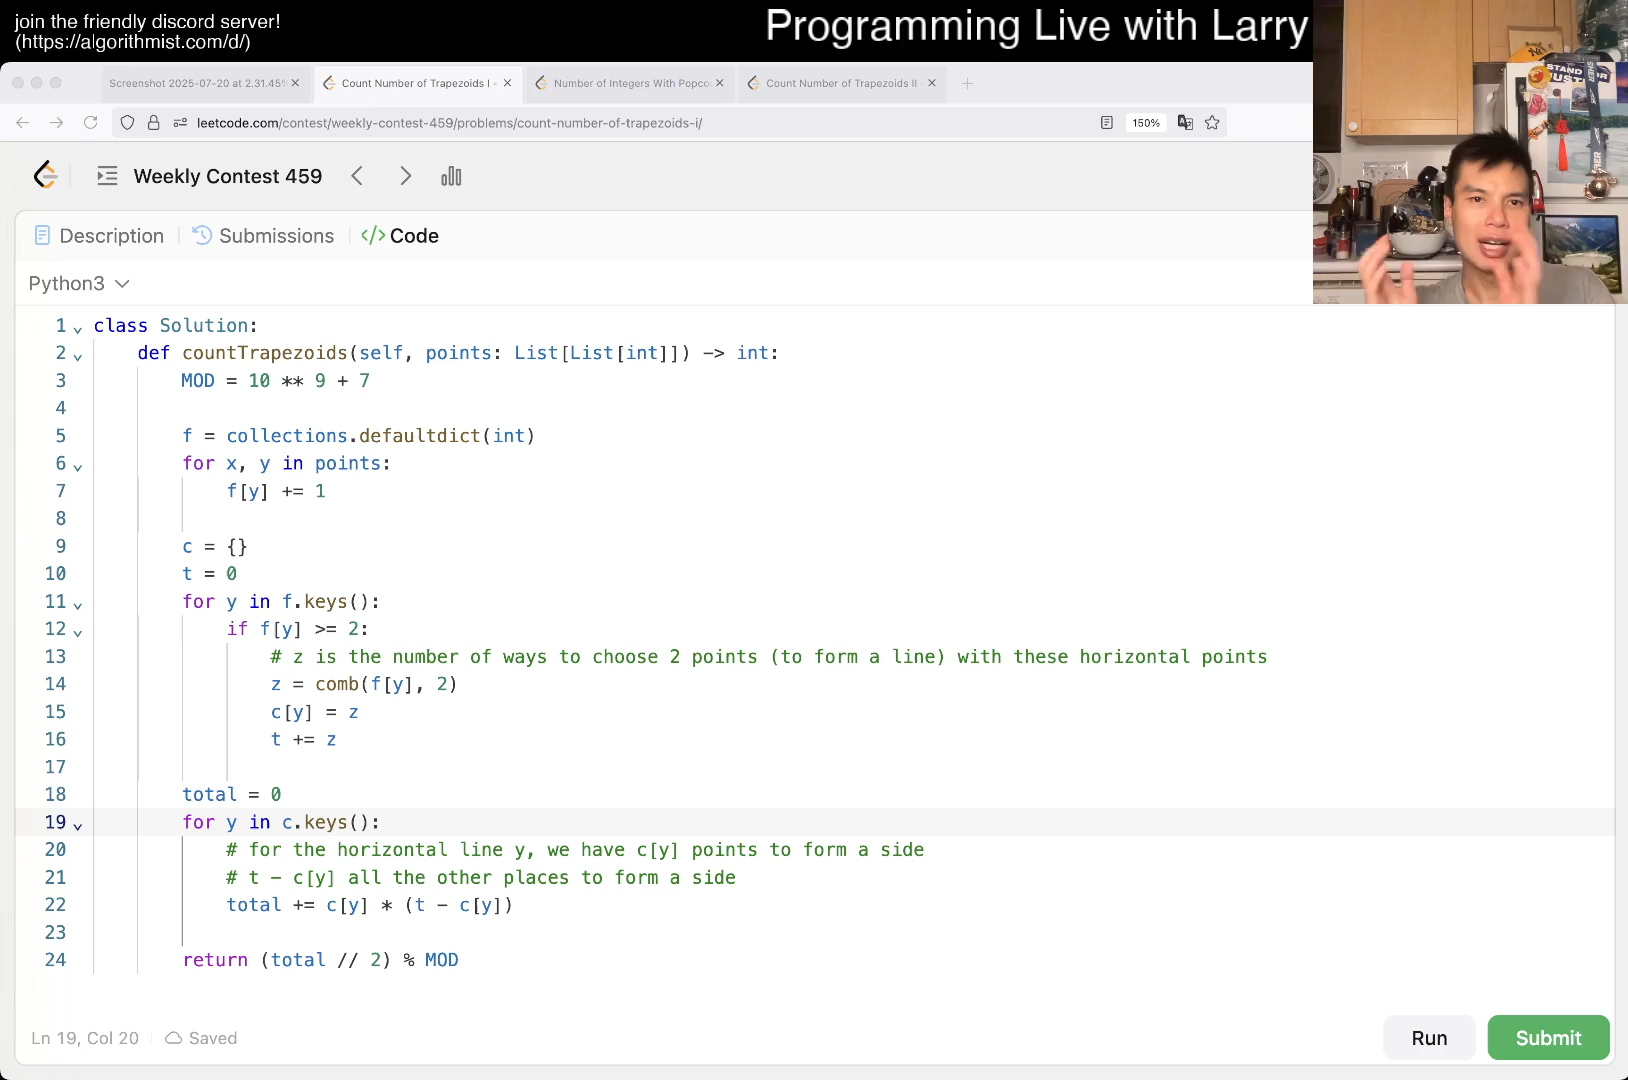 join the friendly discord server!
(https://algorithmist.com/d/)
Programming Live with Larry
Screenshot 2025-07-20 at 2.31.45
Count Number of Trapezoids I -
Number of Integers With Popco
Count Number of Trapezoids II -
leetcode.com/contest/weekly-contest-459/problems/count-number-of-trapezoids-i/
150%
Weekly Contest 459
Description
Submissions
</> Code
Python3
1 class Solution:
2     def countTrapezoids(self, points: List[List[int]]) -> int:
3         MOD = 10 ** 9 + 7
4
5         f = collections.defaultdict(int)
6         for x, y in points:
7             f[y] += 1
8
9         c = {}
10         t = 0
11         for y in f.keys():
12             if f[y] >= 2:
13                 # z is the number of ways to choose 2 points (to form a line) with these horizontal points
14                 z = comb(f[y], 2)
15                 c[y] = z
16                 t += z
17
18         total = 0
19         for y in c.keys():
20             # for the horizontal line y, we have c[y] points to form a side
21             # t - c[y] all the other places to form a side
22             total += c[y] * (t - c[y])
23
24         return (total // 2) % MOD
Ln 19, Col 20
Saved
Run
Submit